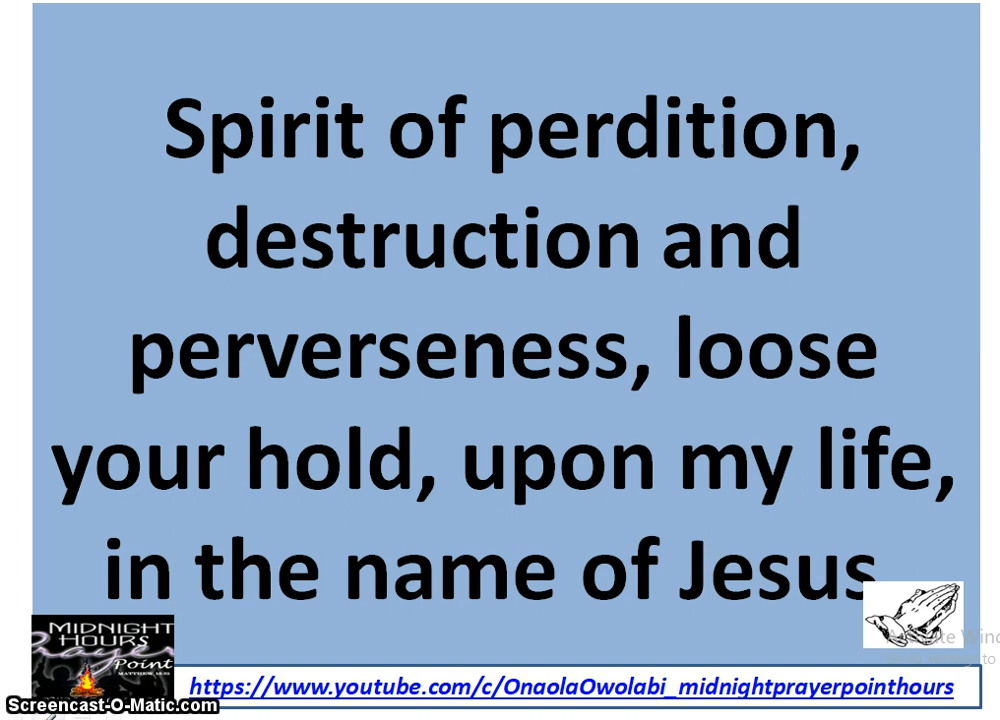 Spirit of perdition,
destruction and
perverseness, loose
your hold, upon my life,
in the name of Jesus
MIDNIGHT
HOURS
Prayer
Point
https://www.youtube.com/c/OnaolaOwolabi_midnightprayerpointhours
Screencast-O-Matic.com